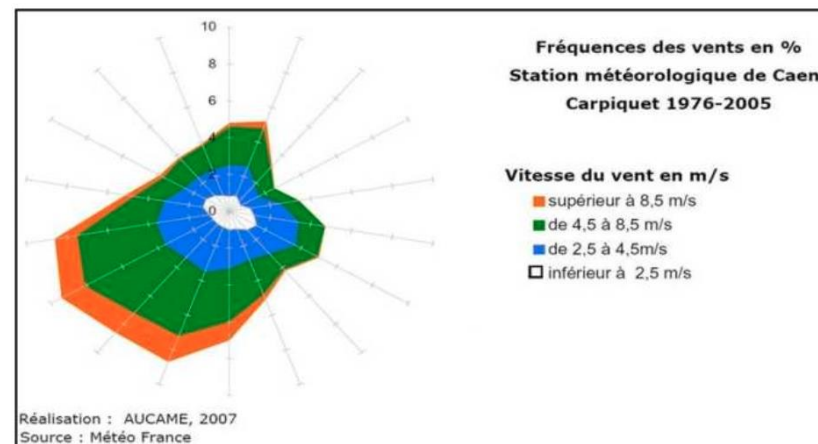 10
8
6
4
2
0
Fréquences des vents en %
Station météorologique de Caen
Carpiquet 1976-2005
Vitesse du vent en m/s
supérieur à 8,5 m/s
de 4,5 à 8,5 m/s
de 2,5 à 4,5m/s
inférieur à 2,5 m/s
Réalisation : AUCAME, 2007
Source : Météo France